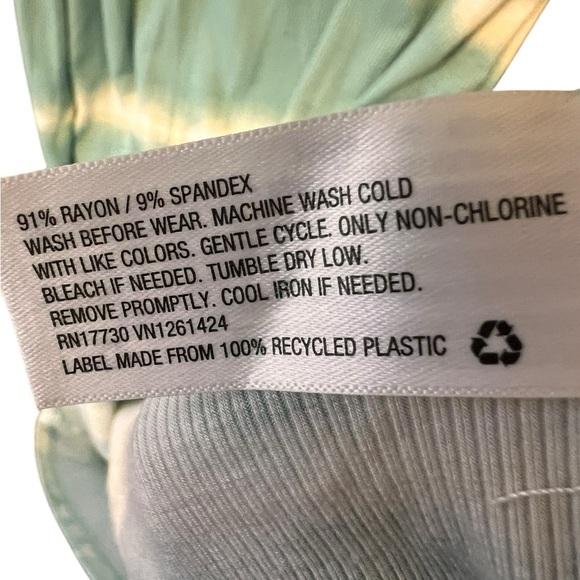 91% RAYON / 9% SPANDEX
WASH BEFORE WEAR. MACHINE WASH COLD
WITH LIKE COLORS. GENTLE CYCLE. ONLY NON-CHLORINE
BLEACH IF NEEDED. TUMBLE DRY LOW.
REMOVE PROMPTLY. COOL IRON IF NEEDED.
RN17730 VN1261424
LABEL MADE FROM 100% RECYCLED PLASTIC